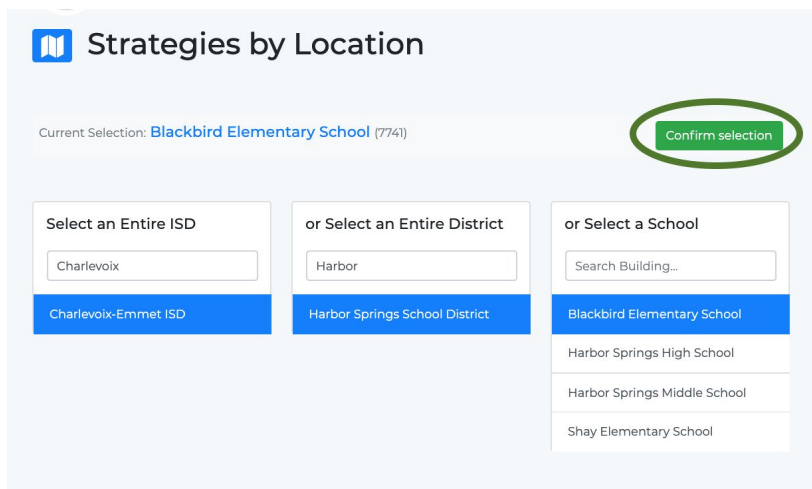 Strategies by Location
Current Selection: Blackbird Elementary School (7741)
Confirm selection
Select an Entire ISD
Charlevoix
Charlevoix-Emmet ISD
or Select an Entire District
Harbor
Harbor Springs School District
or Select a School
Search Building...
Blackbird Elementary School
Harbor Springs High School
Harbor Springs Middle School
Shay Elementary School